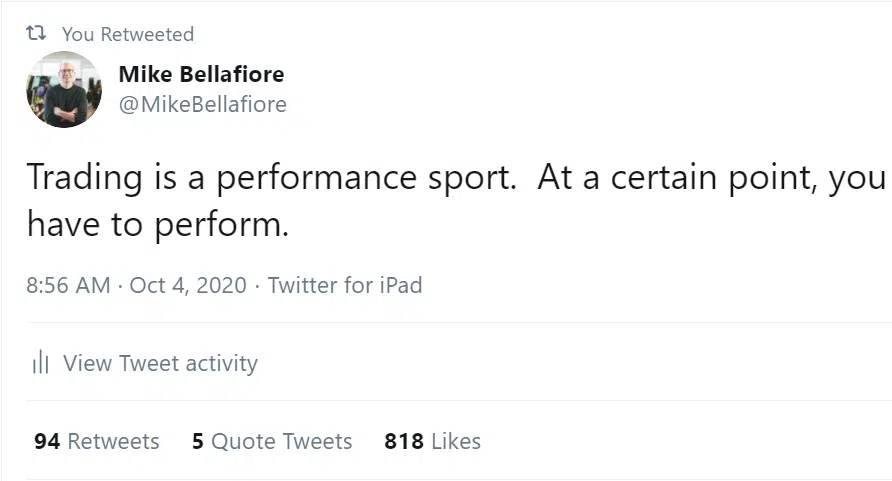 You Retweeted
Mike Bellafiore
@MikeBellafiore
Trading is a performance sport.  At a certain point, you
have to perform.
8:56 AM · Oct 4, 2020 · Twitter for iPad
View Tweet activity
94 Retweets 5 Quote Tweets 818 Likes